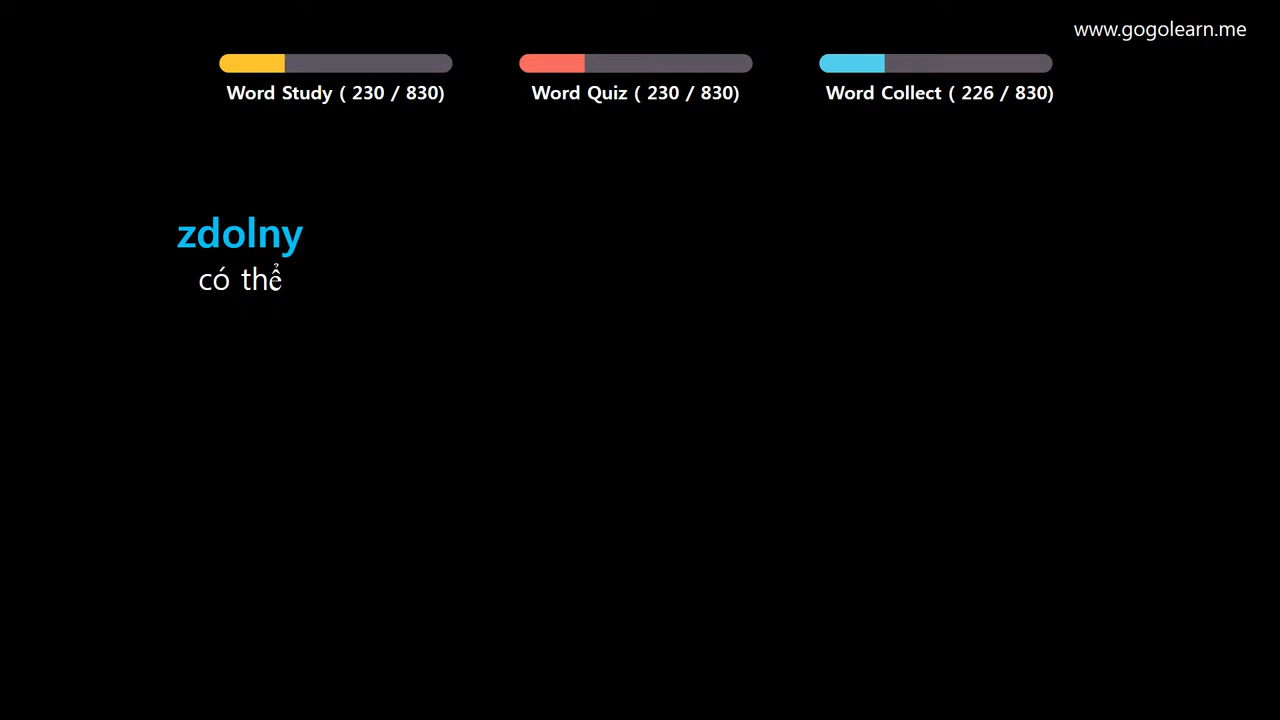 www.gogolearn.me
Word Study ( 230 / 830)
Word Quiz ( 230 / 830)
Word Collect ( 226 / 830)
zdolny
có thể